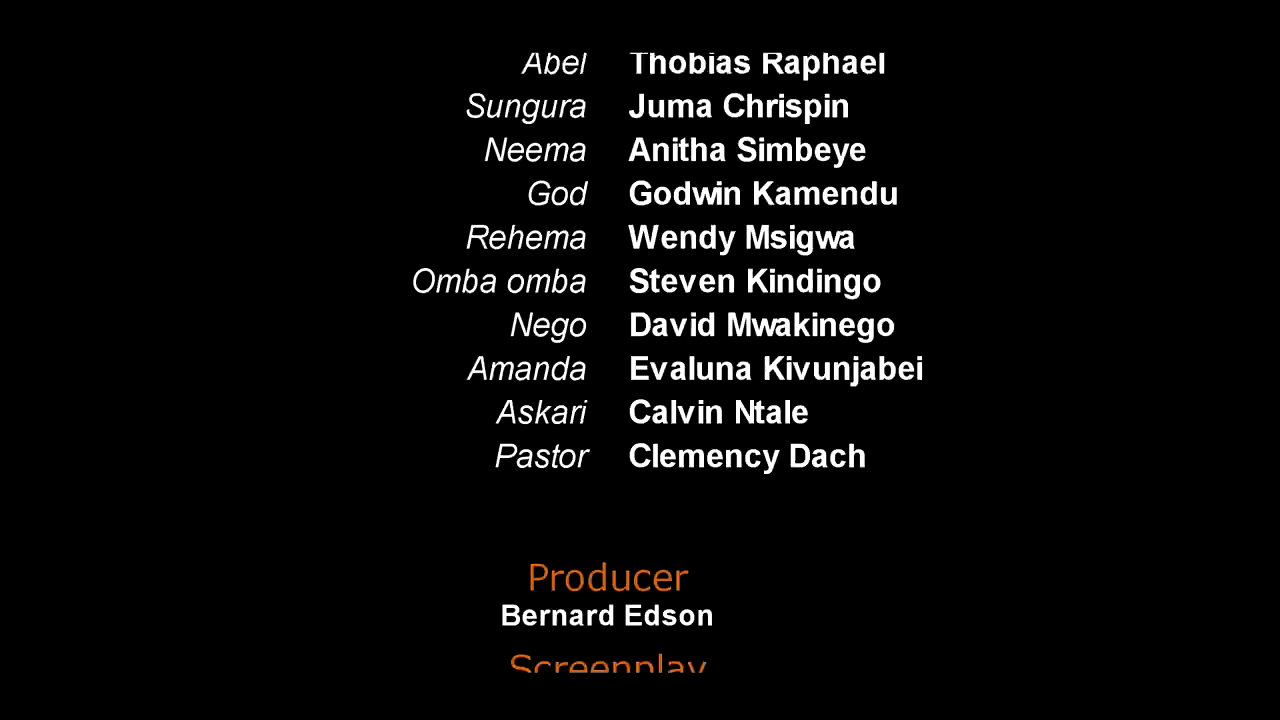 Abel Thobias Raphael
Sungura Juma Chrispin
Neema Anitha Simbeye
God Godwin Kamendu
Rehema Wendy Msigwa
Omba omba Steven Kindingo
Nego David Mwakinego
Amanda Evaluna Kivunjabei
Askari Calvin Ntale
Pastor Clemency Dach
Producer
Bernard Edson
Screenplay